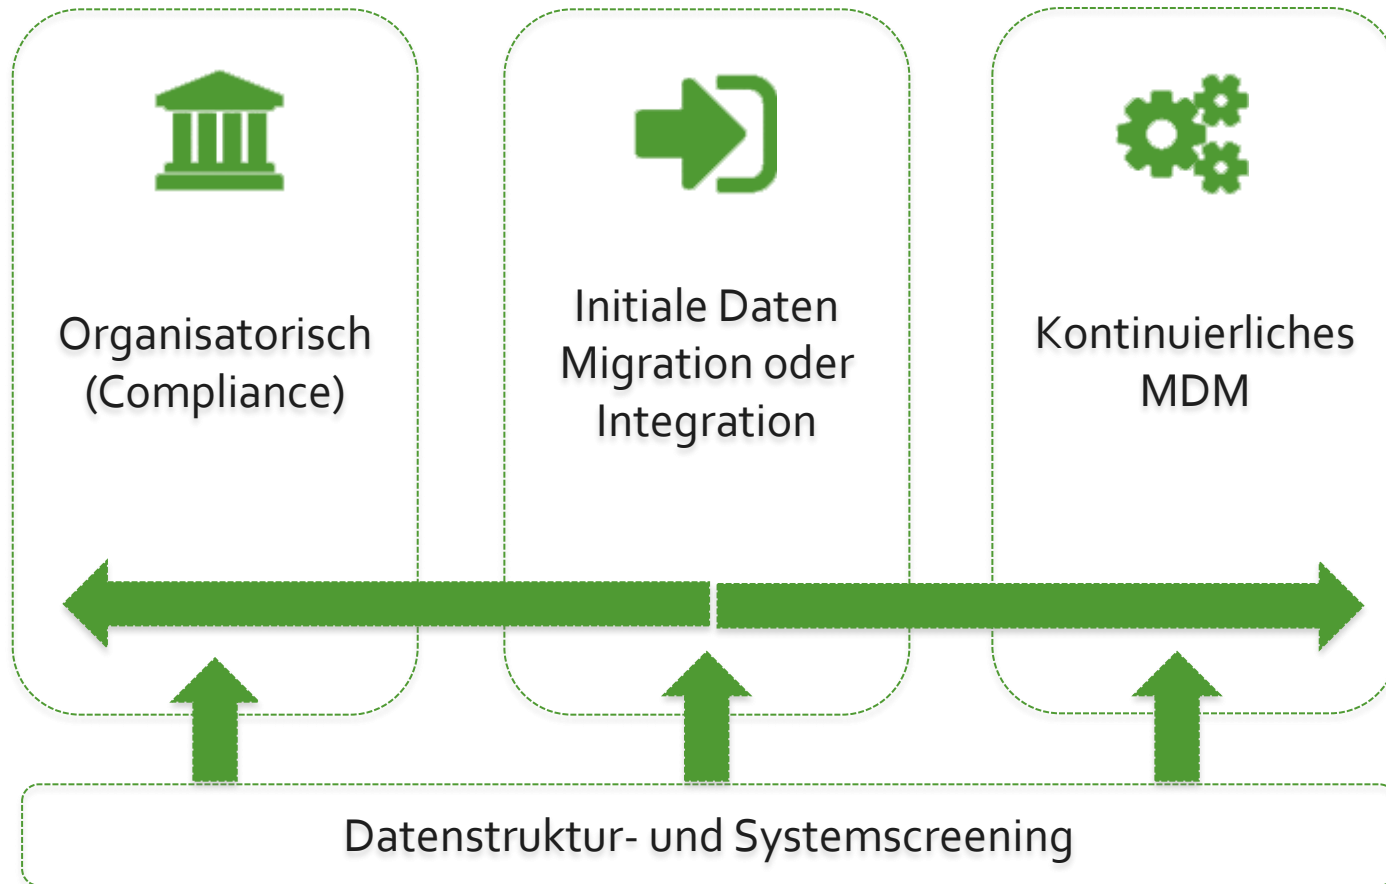 Organisatorisch
(Compliance)
Initiale Daten
Migration oder
Integration
Kontinuierliches
MDM
Datenstruktur- und Systemscreening